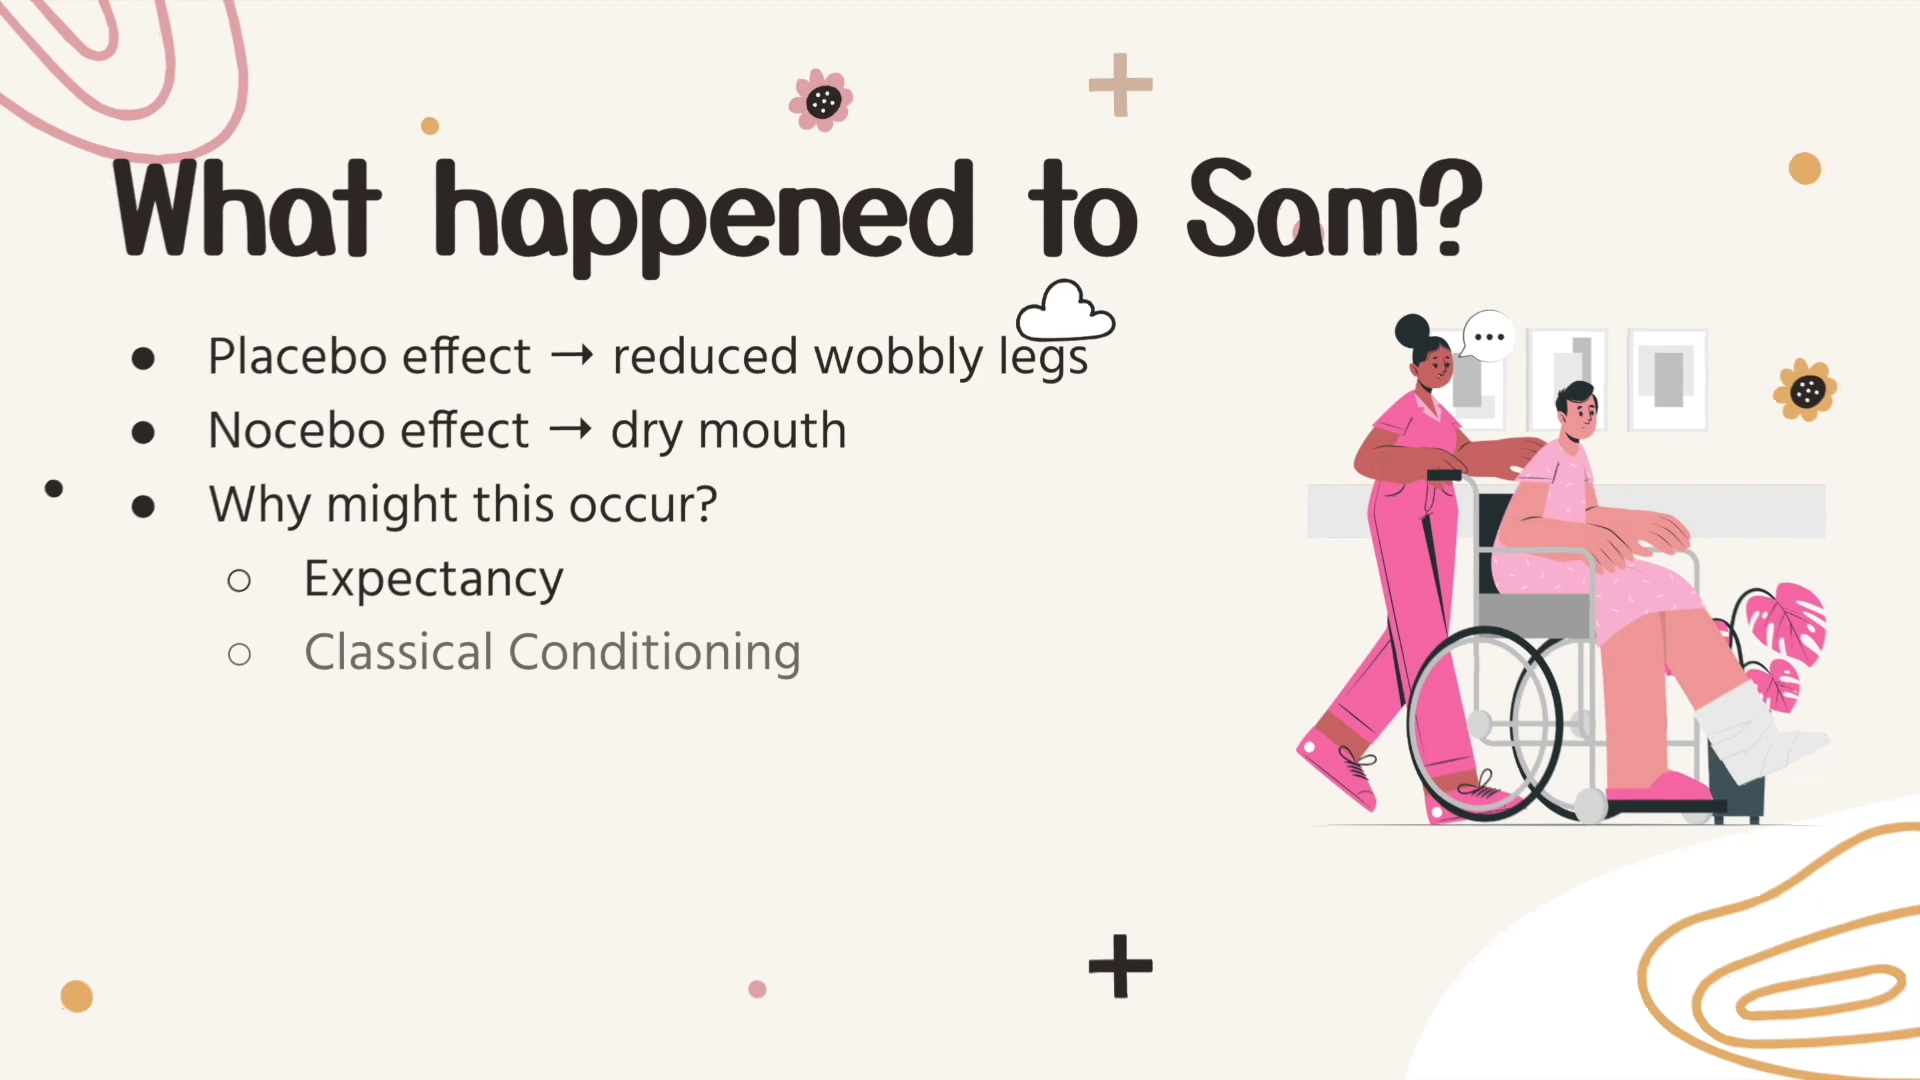 What happened to Sam?
● Placebo effect → reduced wobbly legs
● Nocebo effect → dry mouth
● Why might this occur?
○ Expectancy
○ Classical Conditioning